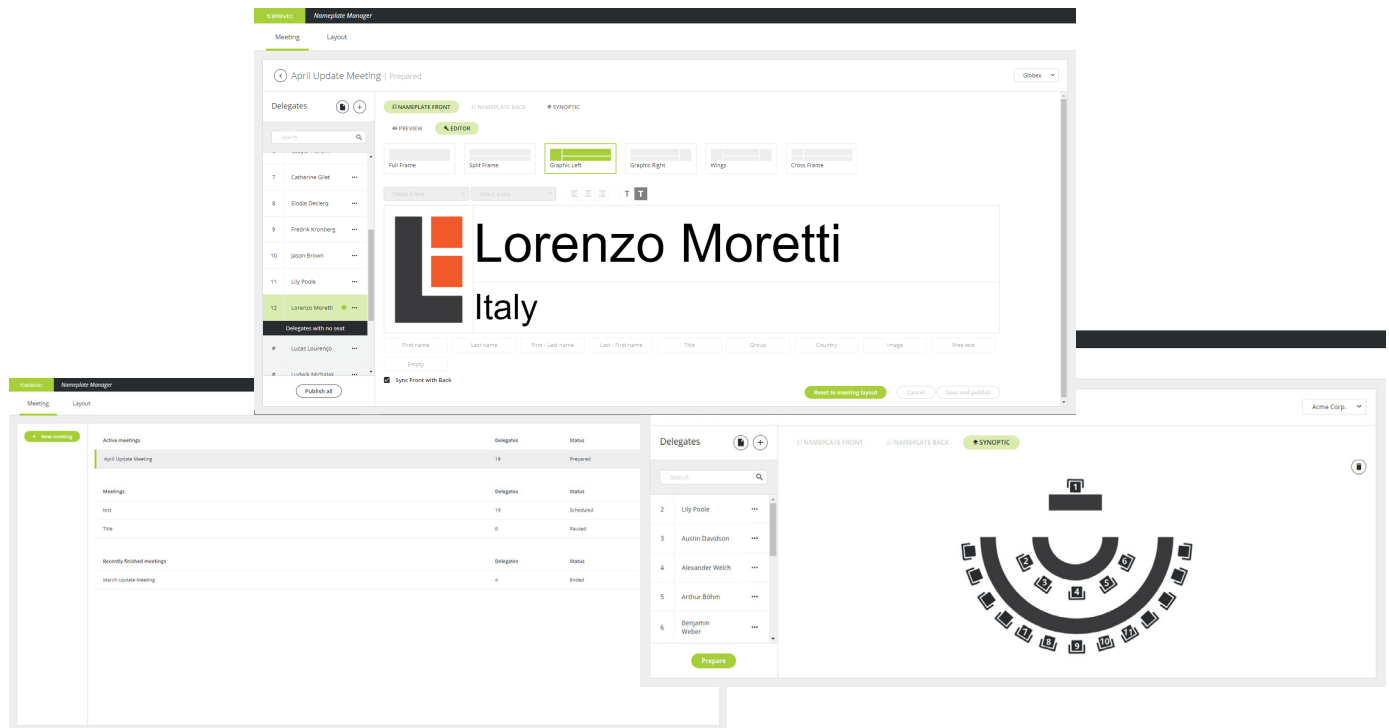 televic Nameplate Manager
Meeting Layout
April Update Meeting | Prepared
Globex
Delegates
Search
7 Catherine Gilet
8 Elodie Declerq
9 Fredrik Kronberg
10 Jason Brown
11 Lily Poole
12 Lorenzo Moretti
Delegates with no seat
# Lucas Lourenço
# Ludwik Michalak
Publish all
NAMEPLATE FRONT NAMEPLATE BACK SYNOPTIC
PREVIEW EDITOR
Full Frame Split Frame Graphic Left Graphic Right Wings Cross Frame
Select a font Select a size T T
Lorenzo Moretti
Italy
First name Last name First - Last name Last - First name Title Group Country Image Free text
Empty
Sync Front with Back
Reset to meeting layout Cancel Save and publish
televic Nameplate Manager
Meeting Layout
+ New meeting
Active meetings Delegates Status
April Update Meeting 19 Prepared
Meetings Delegates Status
test 19 Scheduled
Title 0 Paused
Recently finished meetings Delegates Status
March Update Meeting 4 Ended
Acme Corp.
Delegates
Search
2 Lily Poole
3 Austin Davidson
4 Alexander Welch
5 Arthur Böhm
6 Benjamin
Weber
Prepare
NAMEPLATE FRONT NAMEPLATE BACK SYNOPTIC
1
2 6
3 5
4
7 11
8 10
9